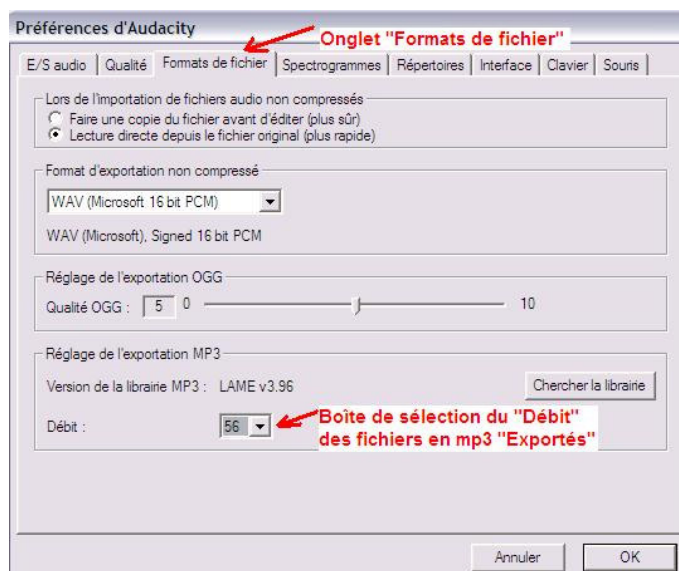 Préférences d'Audacity
Onglet "Formats de fichier"
E/S audio Qualité Formats de fichier Spectrogrammes Répertoires Interface Clavier Souris
Lors de l'importation de fichiers audio non compressés
Faire une copie du fichier avant d'éditer (plus sûr)
Lecture directe depuis le fichier original (plus rapide)
Format d'exportation non compressé
WAV (Microsoft 16 bit PCM)
WAV (Microsoft), Signed 16 bit PCM
Réglage de l'exportation OGG
Qualité OGG : 5 0 10
Réglage de l'exportation MP3
Version de la librairie MP3 : LAME v3.96 Chercher la librairie
Débit : 56
Boîte de sélection du "Débit"
des fichiers en mp3 "Exportés"
Annuler OK